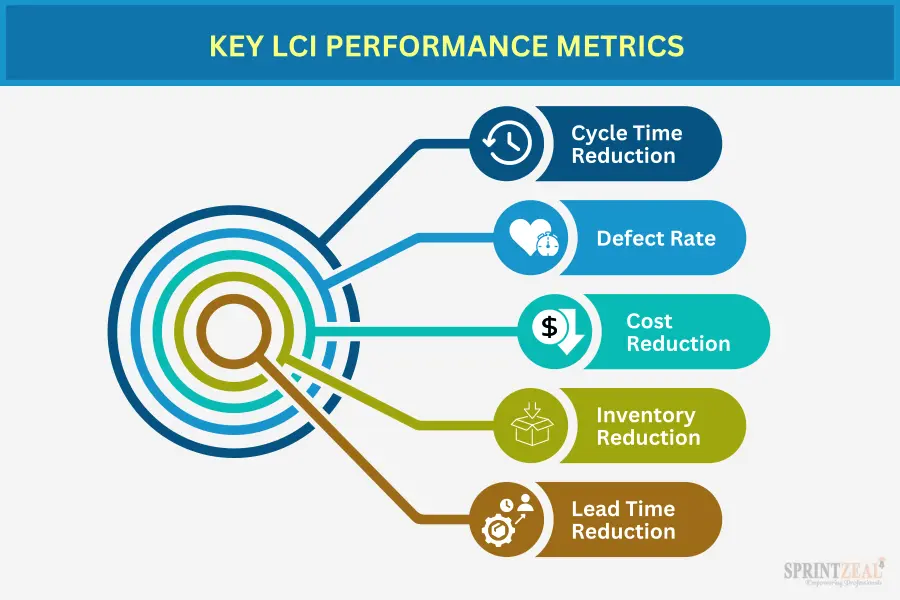 KEY LCI PERFORMANCE METRICS
Cycle Time
Reduction
Defect Rate
$
Cost
Reduction
Inventory
Reduction
Lead Time
Reduction
SPRINTZEAL
Empowering Professionals